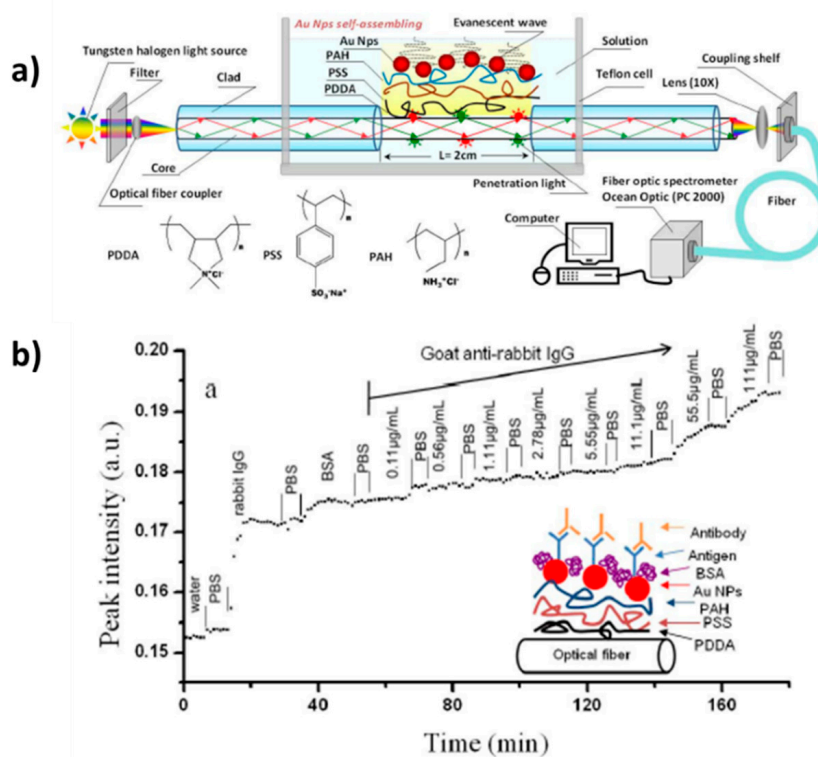 a)
Au Nps self-assembling
Evanescent wave
Tungsten halogen light source
Au Nps
Solution
Coupling shelf
Filter
PAH
Clad
PSS
Teflon cell
Lens (10X)
PDDA
Core
L= 2cm
Optical fiber coupler
Penetration light
Fiber optic spectrometer
Ocean Optic (PC 2000)
Fiber
Computer
PDDA
n
N⁺Cl⁻
PSS
n
SO₃⁻Na⁺
PAH
n
NH₃⁺Cl⁻
b)
a
Goat anti-rabbit IgG
water
PBS
rabbit IgG
PBS
BSA
PBS
0.11µg/mL
PBS
0.56µg/mL
PBS
1.11µg/mL
PBS
2.78µg/mL
PBS
5.55µg/mL
PBS
11.1µg/mL
PBS
55.5µg/mL
PBS
111µg/mL
PBS
Peak intensity (a.u.)
0.20
0.19
0.18
0.17
0.16
0.15
Antibody
Antigen
BSA
Au NPs
PAH
PSS
PDDA
Optical fiber
0 40 80 120 160
Time (min)